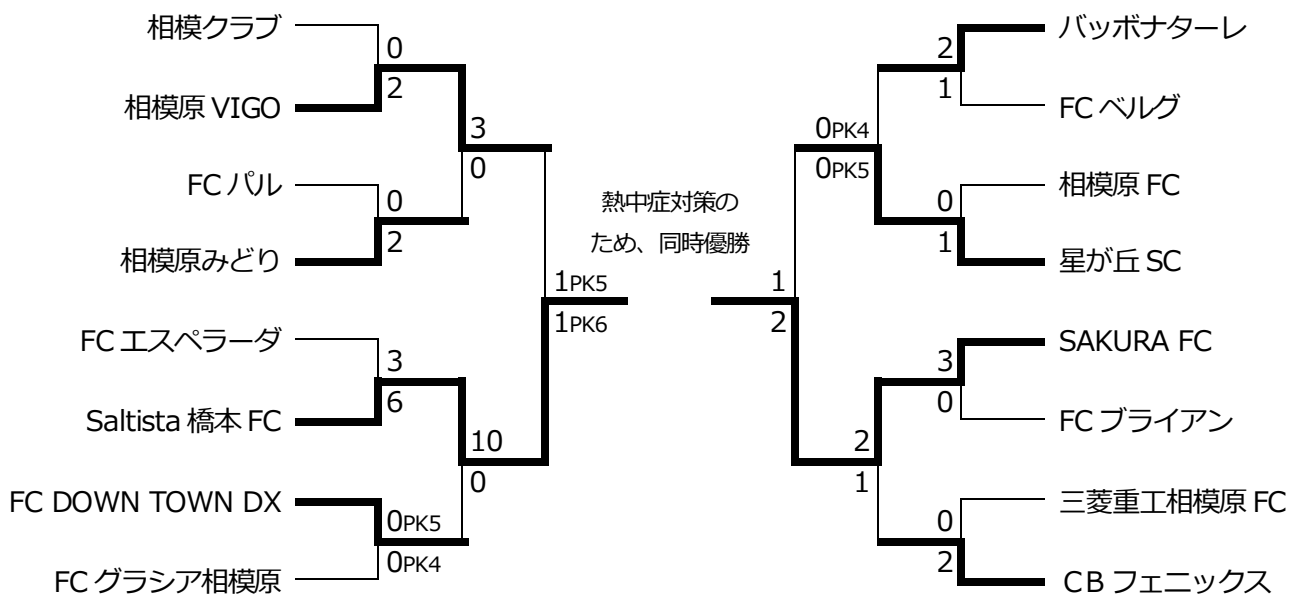 相模クラブ
0
2
相模原 VIGO
3
0
FC パル
0
2
相模原みどり
1PK5
1PK6
FC エスペラーダ
3
6
Saltista 橋本 FC
10
0
FC DOWN TOWN DX
0PK5
0PK4
FC グラシア相模原
熱中症対策の
ため、同時優勝
バッボナターレ
2
1
FC ベルグ
0PK4
0PK5
相模原 FC
0
1
星が丘 SC
1
2
SAKURA FC
3
0
FC ブライアン
2
1
三菱重工相模原 FC
0
2
CB フェニックス